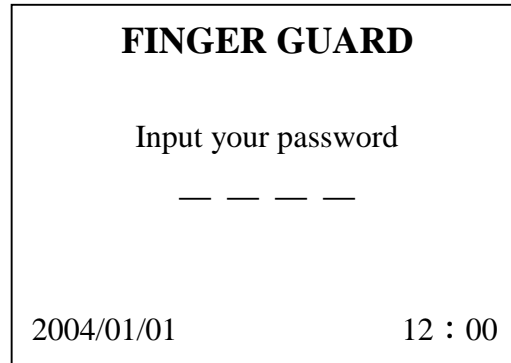 FINGER GUARD
Input your password
— — — —
2004/01/01 12：00